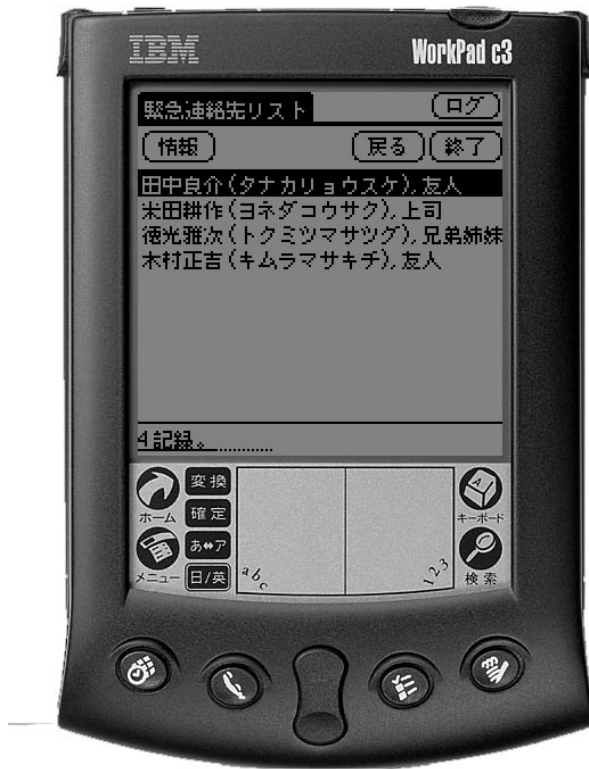 IBM WorkPad c3
緊急連絡先リスト ログ
情報 戻る 終了
田中良介(タナカリョウスケ), 友人
米田耕作(ヨネダコウサク), 上司
徳光雅次(トクミツマサツグ), 兄弟姉妹
木村正吉(キムラマサキチ), 友人
4 記録。
変換
ホーム 確定 キーボード
あ⇔ア
メニュー 日/英 abc 123 検索